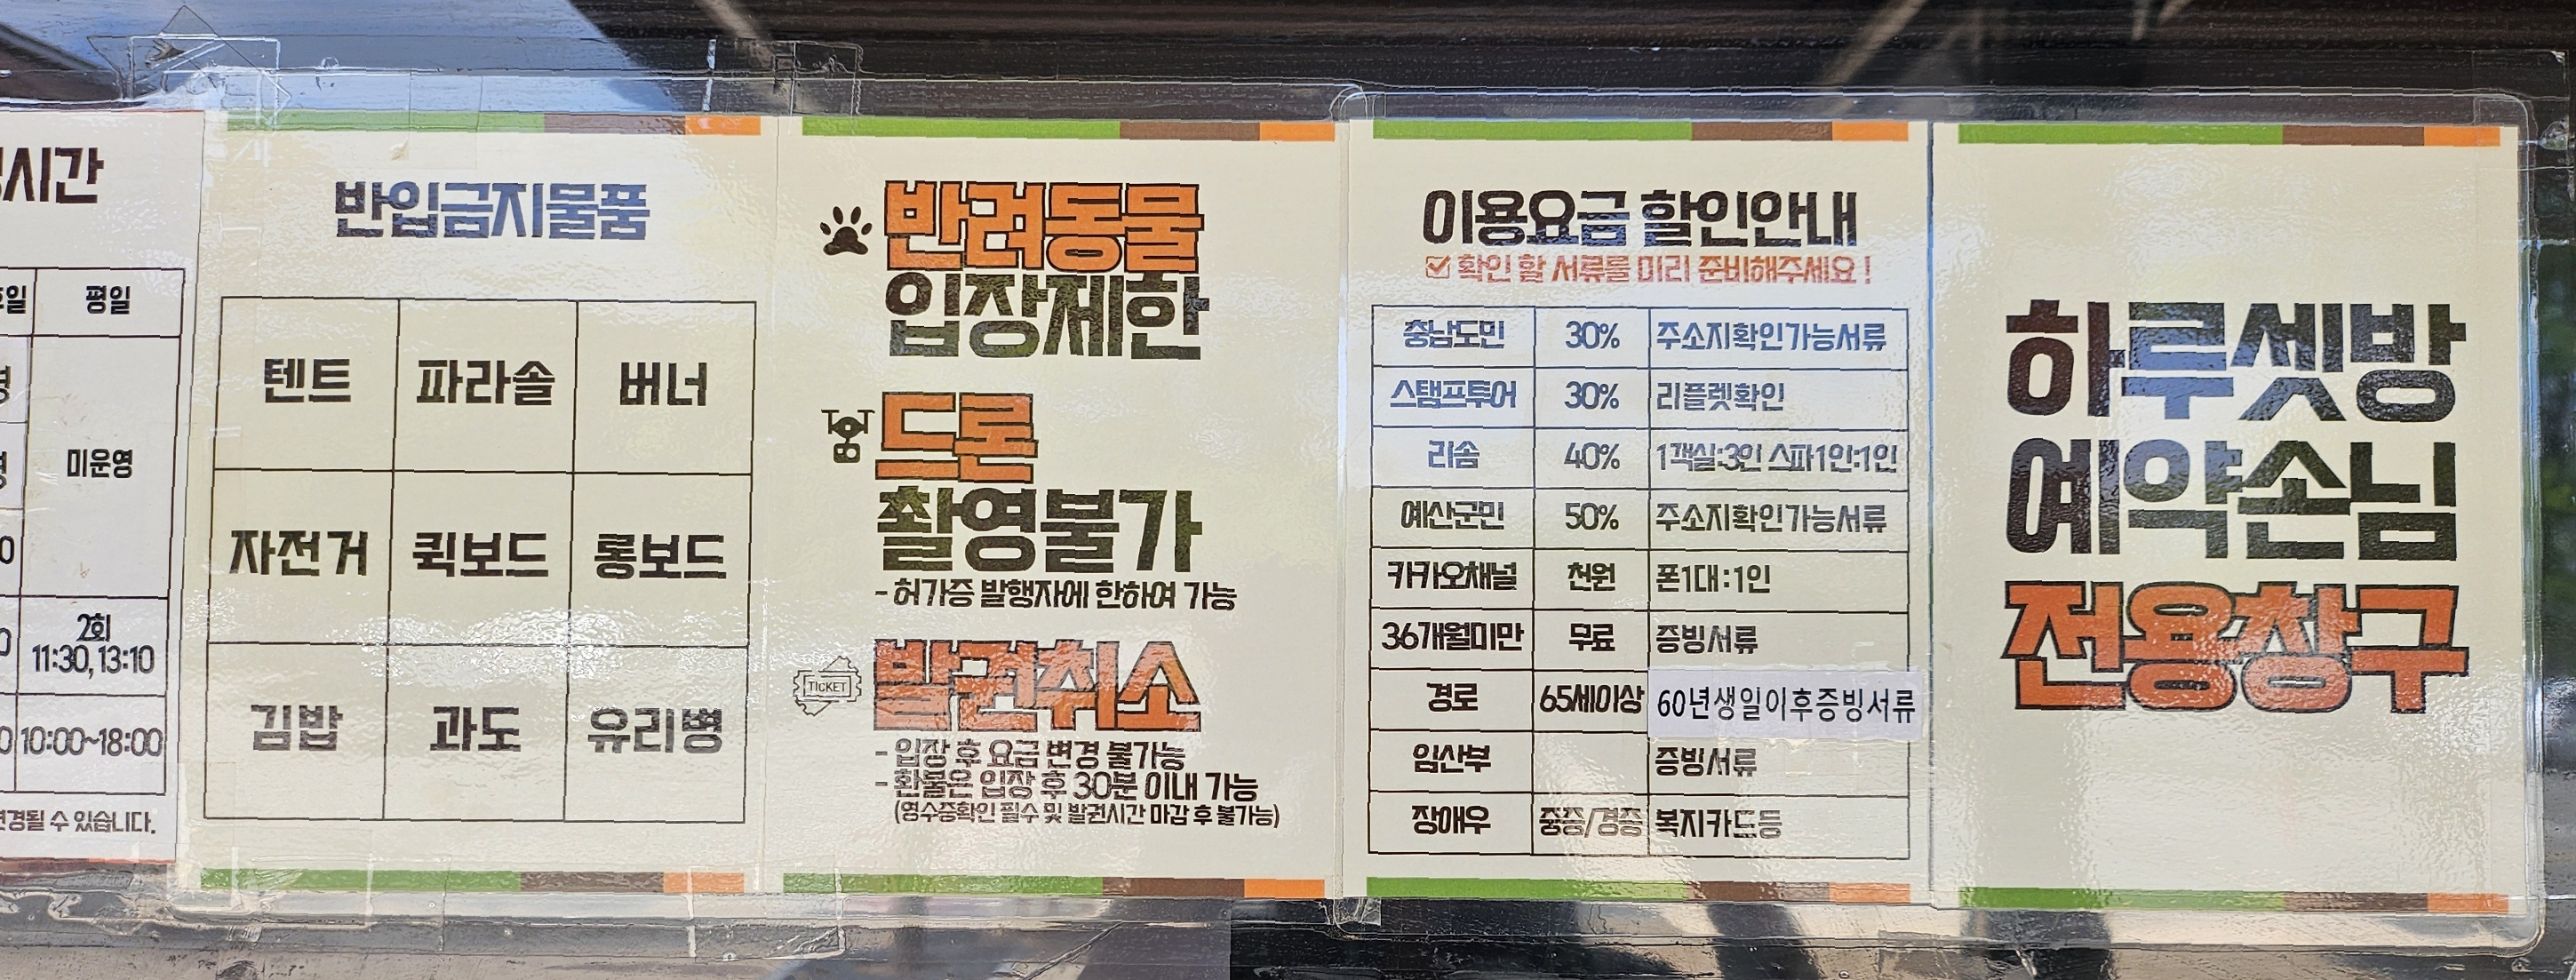 시간
평일
미운영
2회
11:30, 13:10
10:00~18:00
변경될 수 있습니다.
반입금지물품
텐트 파라솔 버너
자전거 퀵보드 롱보드
김밥 과도 유리병
반려동물
입장제한
드론
촬영불가
- 허가증 발행자에 한하여 가능
TICKET
발권취소
- 입장 후 요금 변경 불가능
- 환불은 입장 후 30분 이내 가능
(영수증확인 필수 및 발권시간 마감 후 불가능)
이용요금 할인안내
확인 할 서류를 미리 준비해주세요!
충남도민 30% 주소지확인가능서류
스탬프투어 30% 리플렛확인
리솜 40% 1객실:3인 스파1인:1인
예산군민 50% 주소지확인가능서류
카카오채널 천원 폰1대:1인
36개월미만 무료 증빙서류
경로 65세이상 60년생일이후증빙서류
임산부 증빙서류
장애우 중증/경증 복지카드등
하루셋방
예약손님
전용창구